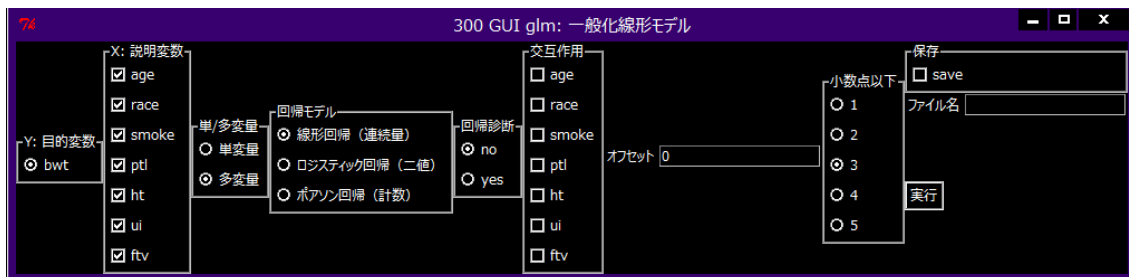 300 GUI glm: 一般化線形モデル
Y: 目的変数
bwt
X: 説明変数
age
race
smoke
ptl
ht
ui
ftv
単/多変量
単変量
多変量
回帰モデル
線形回帰（連続量）
ロジスティック回帰（二値）
ポアソン回帰（計数）
回帰診断
no
yes
交互作用
age
race
smoke
ptl
ht
ui
ftv
オフセット 0
小数点以下
1
2
3
4
5
保存
save
ファイル名
実行